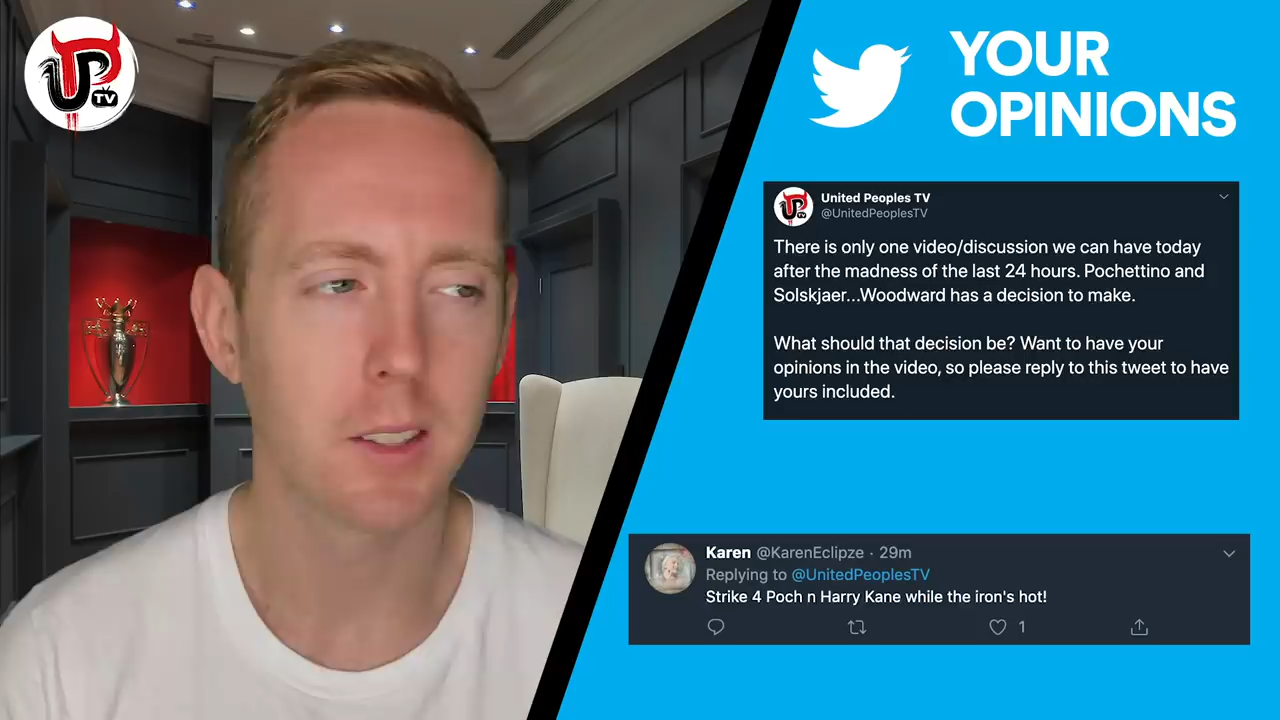 UP
TV
YOUR
OPINIONS
United Peoples TV
@UnitedPeoplesTV
There is only one video/discussion we can have today
after the madness of the last 24 hours. Pochettino and
Solskjaer...Woodward has a decision to make.
What should that decision be? Want to have your
opinions in the video, so please reply to this tweet to have
yours included.
Karen @KarenEclipze · 29m
Replying to @UnitedPeoplesTV
Strike 4 Poch n Harry Kane while the iron's hot!
1